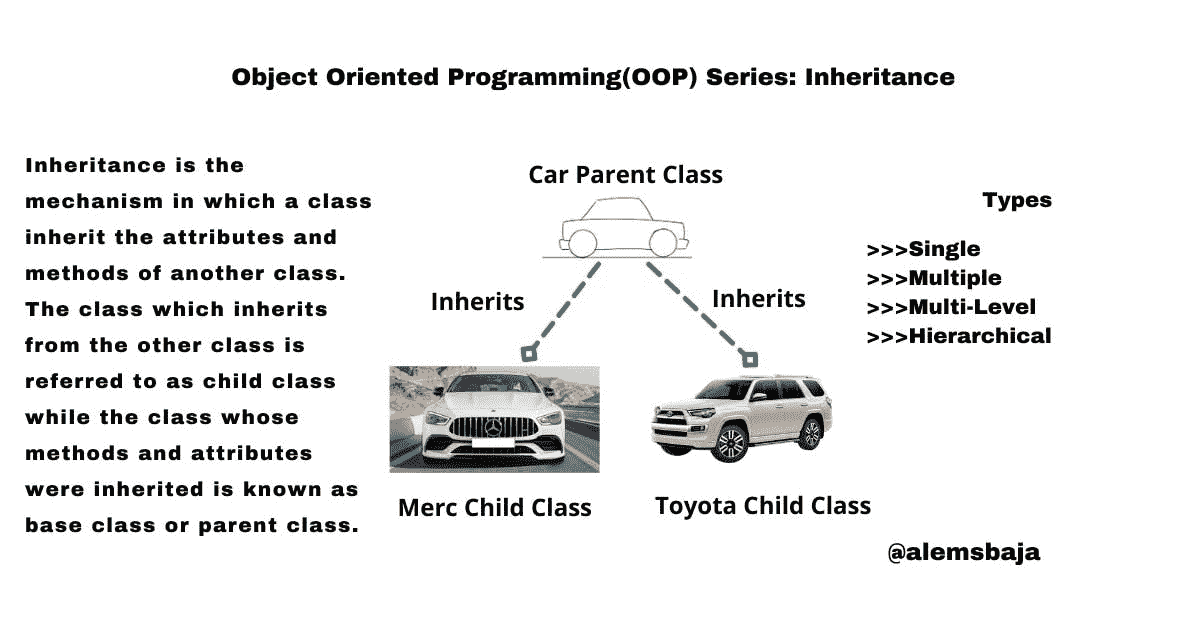 Object Oriented Programming(OOP) Series: Inheritance
Inheritance is the
mechanism in which a class
inherit the attributes and
methods of another class.
The class which inherits
from the other class is
referred to as child class
while the class whose
methods and attributes
were inherited is known as
base class or parent class.
Car Parent Class
Inherits
Inherits
Merc Child Class
Toyota Child Class
Types
>>>Single
>>>Multiple
>>>Multi-Level
>>>Hierarchical
@alemsbaja